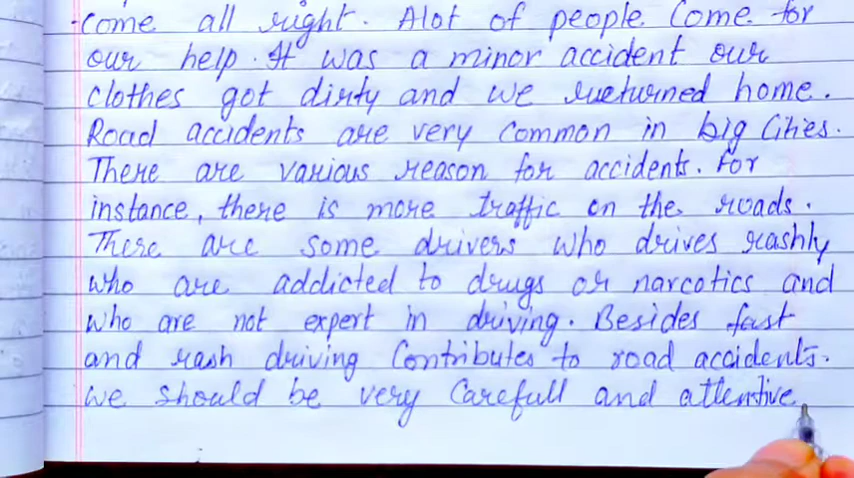 come all right. Alot of people. Come for
our help. It was a minor accident our
clothes got dirty and we rueturned home.
Road accidents are very common in big Cities.
There are various reason for accidents. For
instance, there is more traffic on the roads.
There are some drivers who drives rashly
who are addicted to drugs or narcotics and
who are not expert in driving. Besides fast
and rash driving Contributes to road accidents.
we should be very Carefull and attentive.